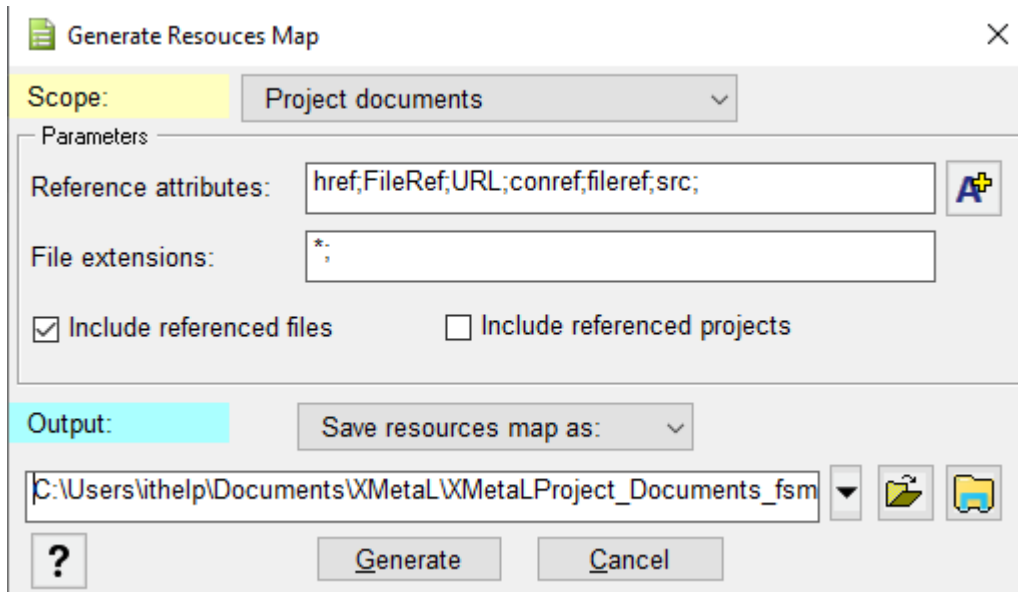 Generate Resouces Map
Scope: Project documents
Parameters
Reference attributes: href;FileRef;URL;conref;fileref;src; A
File extensions: *;
Include referenced files Include referenced projects
Output: Save resources map as:
C:\Users\ithelp\Documents\XMetaL\XMetaLProject_Documents_fsm
? Generate Cancel